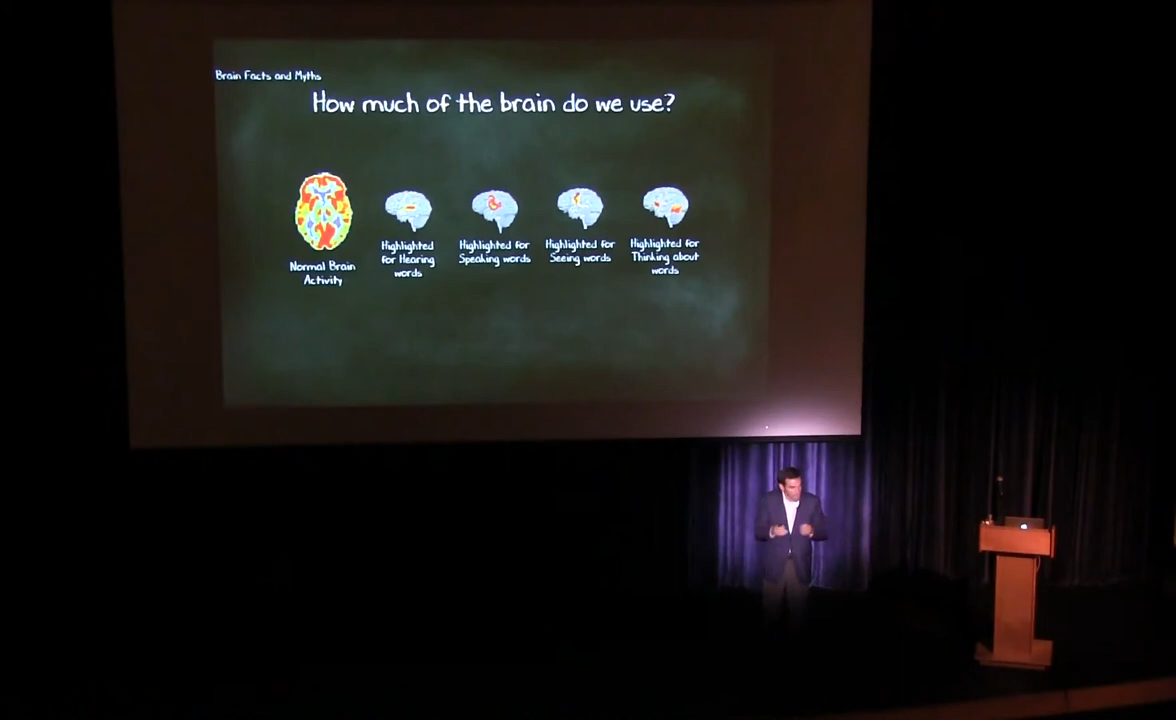 Brain Facts and Myths
How much of the brain do we use?
Normal Brain
Activity
Highlighted
for Hearing
words
Highlighted for
Speaking words
Highlighted for
Seeing words
Highlighted for
Thinking about
words